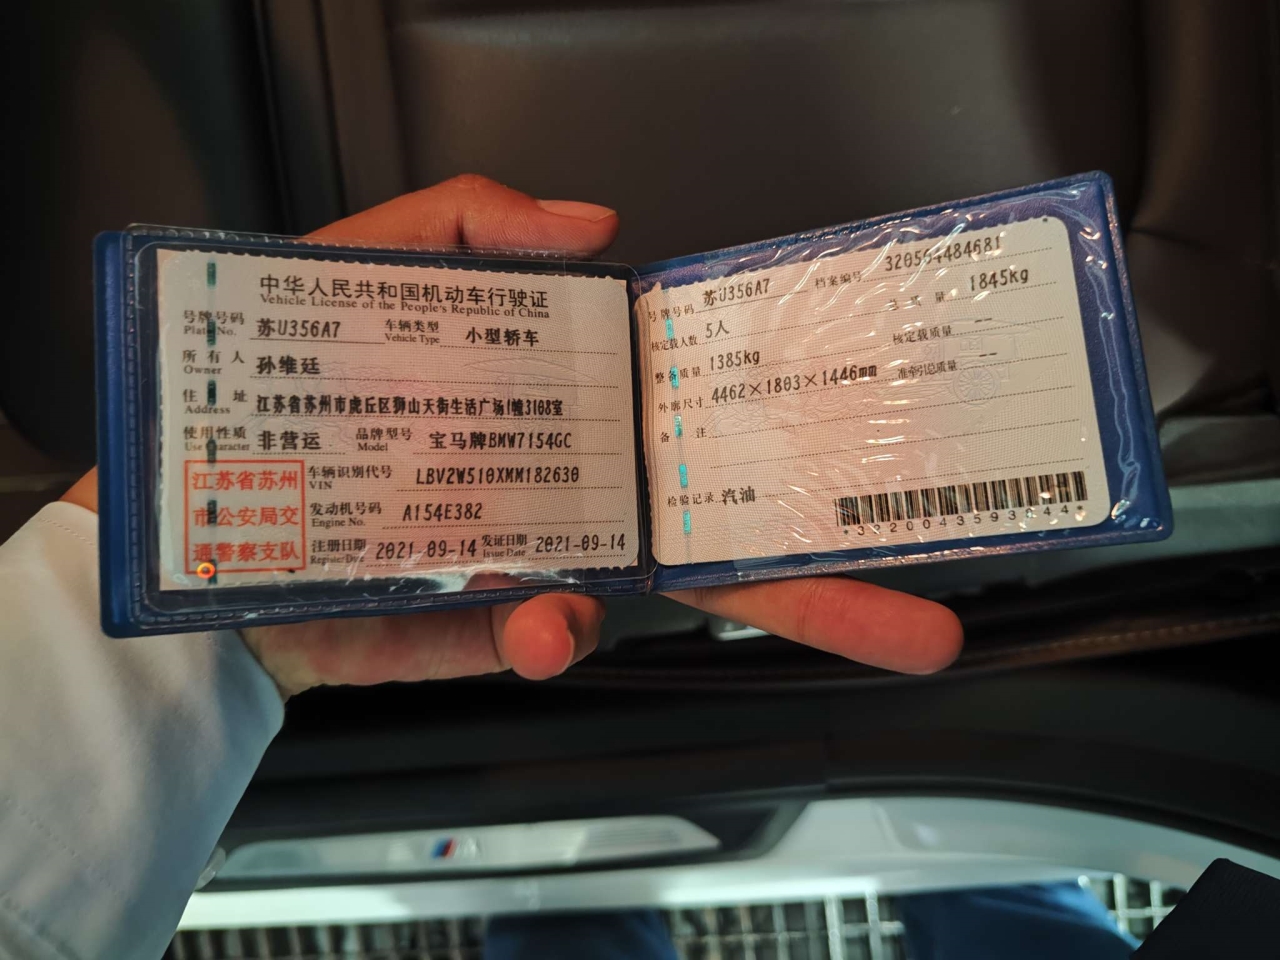 中华人民共和国机动车行驶证
Vehicle License of the People's Republic of China
号牌号码 苏U356A7 车辆类型 小型轿车
Plate No. Vehicle Type
所有人 孙维廷
Owner
住址 江苏省苏州市虎丘区狮山天街生活广场1幢3108室
Address
使用性质 非营运 品牌型号 宝马牌BMW7154GC
Use Character Model
江苏省苏州
市公安局交
通警察支队
车辆识别代号 LBV2W510XMM182630
VIN
发动机号码 A154E382
Engine No.
注册日期 2021-09-14 发证日期 2021-09-14
Register Date Issue Date
号牌号码 苏U356A7 档案编号 320504484681
核定载人数 5人 总质量 1845kg
整备质量 1385kg 核定载质量 --
外廓尺寸 4462×1803×1446mm 准牵引总质量 --
备注
检验记录 汽油
*3220043593844*